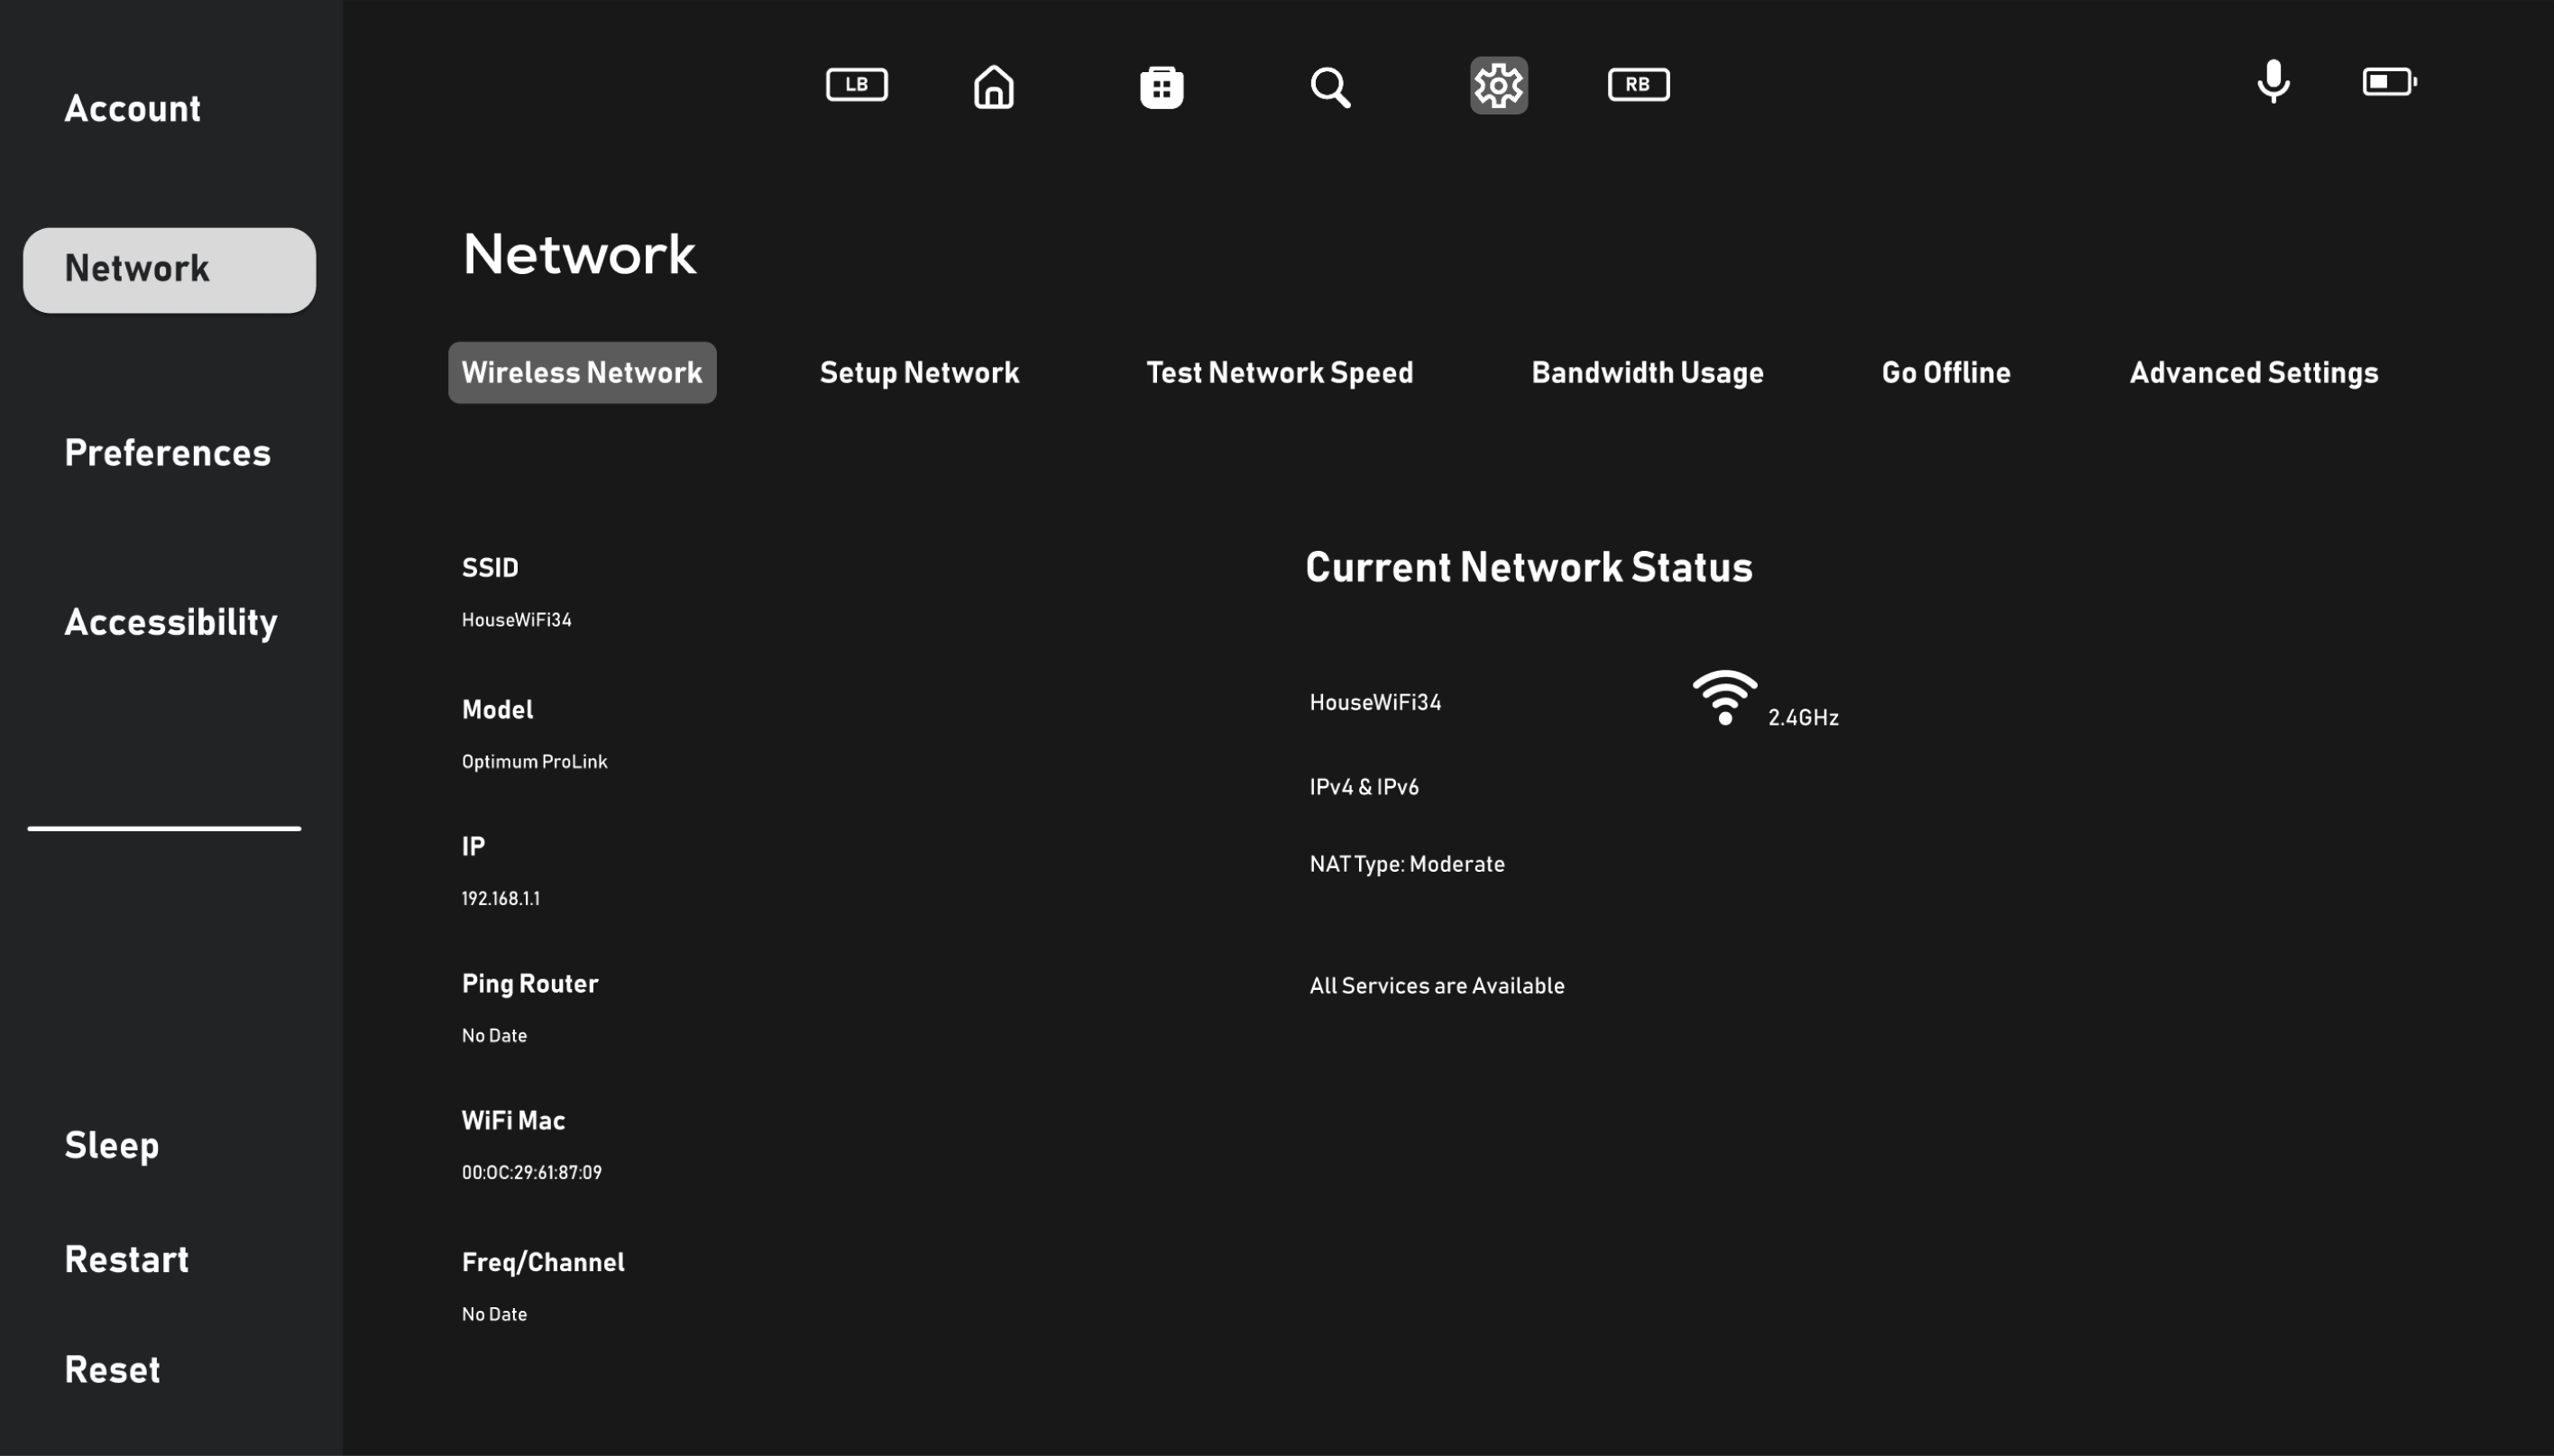 Account
Network
Preferences
Accessibility
Sleep
Restart
Reset
LB
RB
Network
Wireless Network
Setup Network
Test Network Speed
Bandwidth Usage
Go Offline
Advanced Settings
SSID
HouseWiFi34
Model
Optimum ProLink
IP
192.168.1.1
Ping Router
No Date
WiFi Mac
00:OC:29:61:87:09
Freq/Channel
No Date
Current Network Status
HouseWiFi34
2.4GHz
IPv4 & IPv6
NAT Type: Moderate
All Services are Available